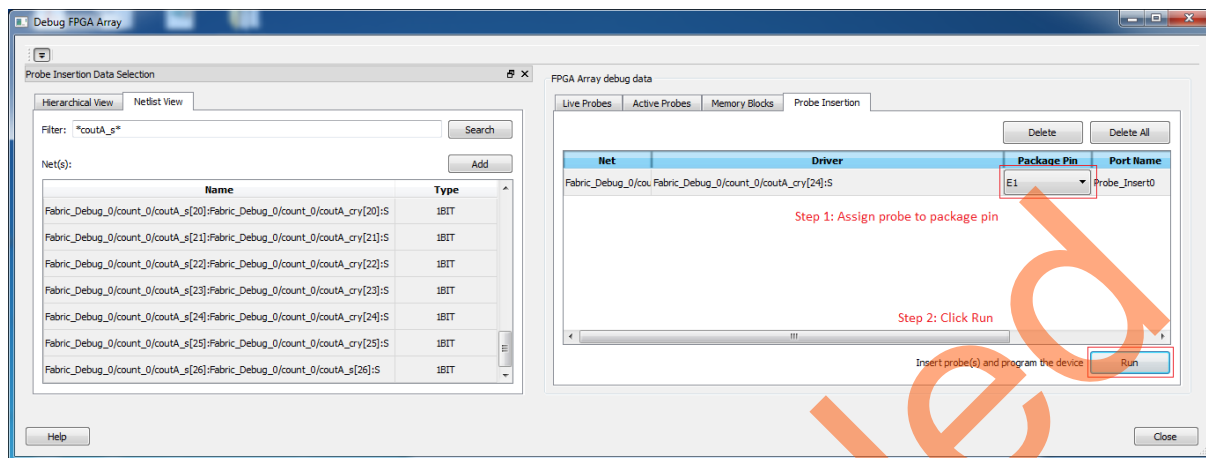 Debug FPGA Array
Probe Insertion Data Selection
Hierarchical View Netlist View
Filter: *coutA_s* Search
Net(s): Add
Name Type
Fabric_Debug_0/count_0/coutA_s[20]:Fabric_Debug_0/count_0/coutA_cry[20]:S 1BIT
Fabric_Debug_0/count_0/coutA_s[21]:Fabric_Debug_0/count_0/coutA_cry[21]:S 1BIT
Fabric_Debug_0/count_0/coutA_s[22]:Fabric_Debug_0/count_0/coutA_cry[22]:S 1BIT
Fabric_Debug_0/count_0/coutA_s[23]:Fabric_Debug_0/count_0/coutA_cry[23]:S 1BIT
Fabric_Debug_0/count_0/coutA_s[24]:Fabric_Debug_0/count_0/coutA_cry[24]:S 1BIT
Fabric_Debug_0/count_0/coutA_s[25]:Fabric_Debug_0/count_0/coutA_cry[25]:S 1BIT
Fabric_Debug_0/count_0/coutA_s[26]:Fabric_Debug_0/count_0/coutA_s[26]:S 1BIT
FPGA Array debug data
Live Probes Active Probes Memory Blocks Probe Insertion
Delete Delete All
Net Driver Package Pin Port Name
Fabric_Debug_0/cou Fabric_Debug_0/count_0/coutA_cry[24]:S E1 Probe_Insert0
Step 1: Assign probe to package pin
Step 2: Click Run
Insert probe(s) and program the device Run
Help Close
led